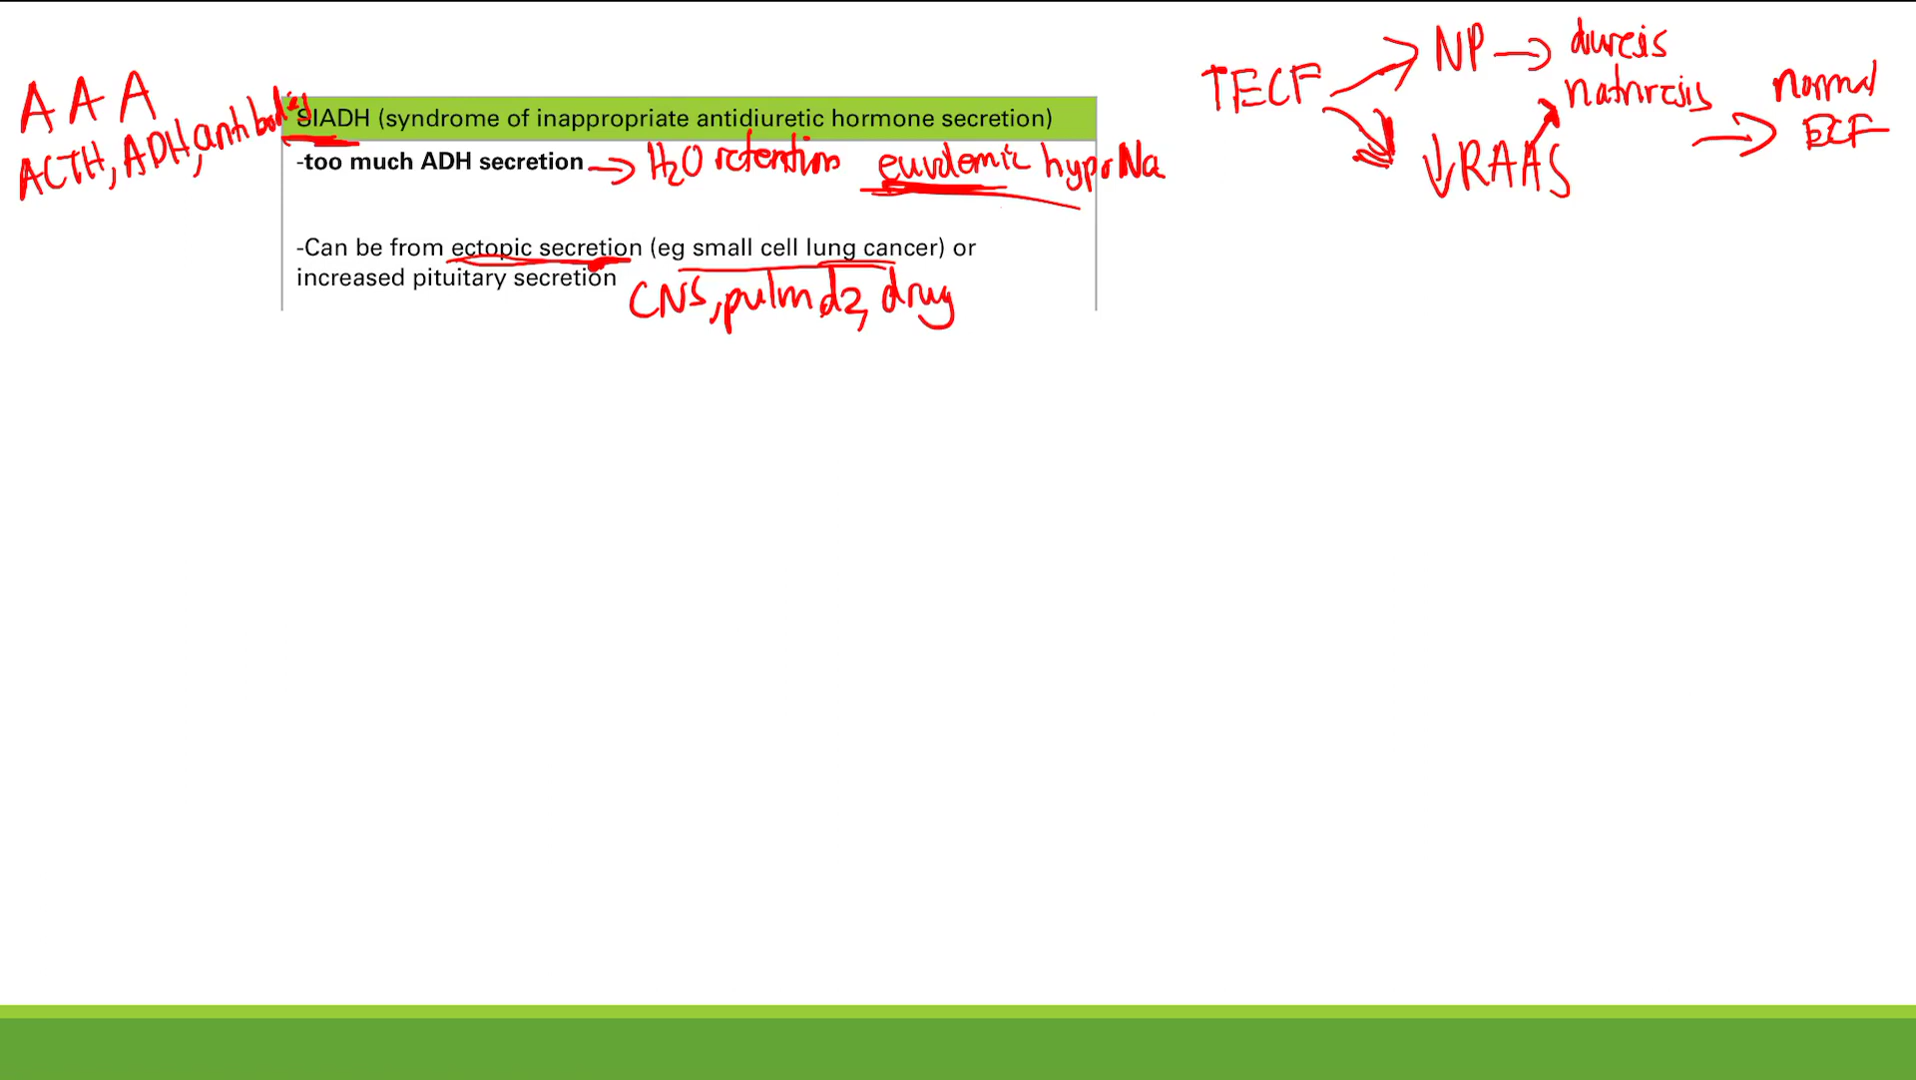 A A A
ACTH, ADH, antibodies
SIADH (syndrome of inappropriate antidiuretic hormone secretion)
-too much ADH secretion → H2O retention euvolemic hypoNa
-Can be from ectopic secretion (eg small cell lung cancer) or
increased pituitary secretion
CNS, pulm dz, drug
↑ECF → NP → diuresis
natriuresis → normal
ECF
↓RAAS